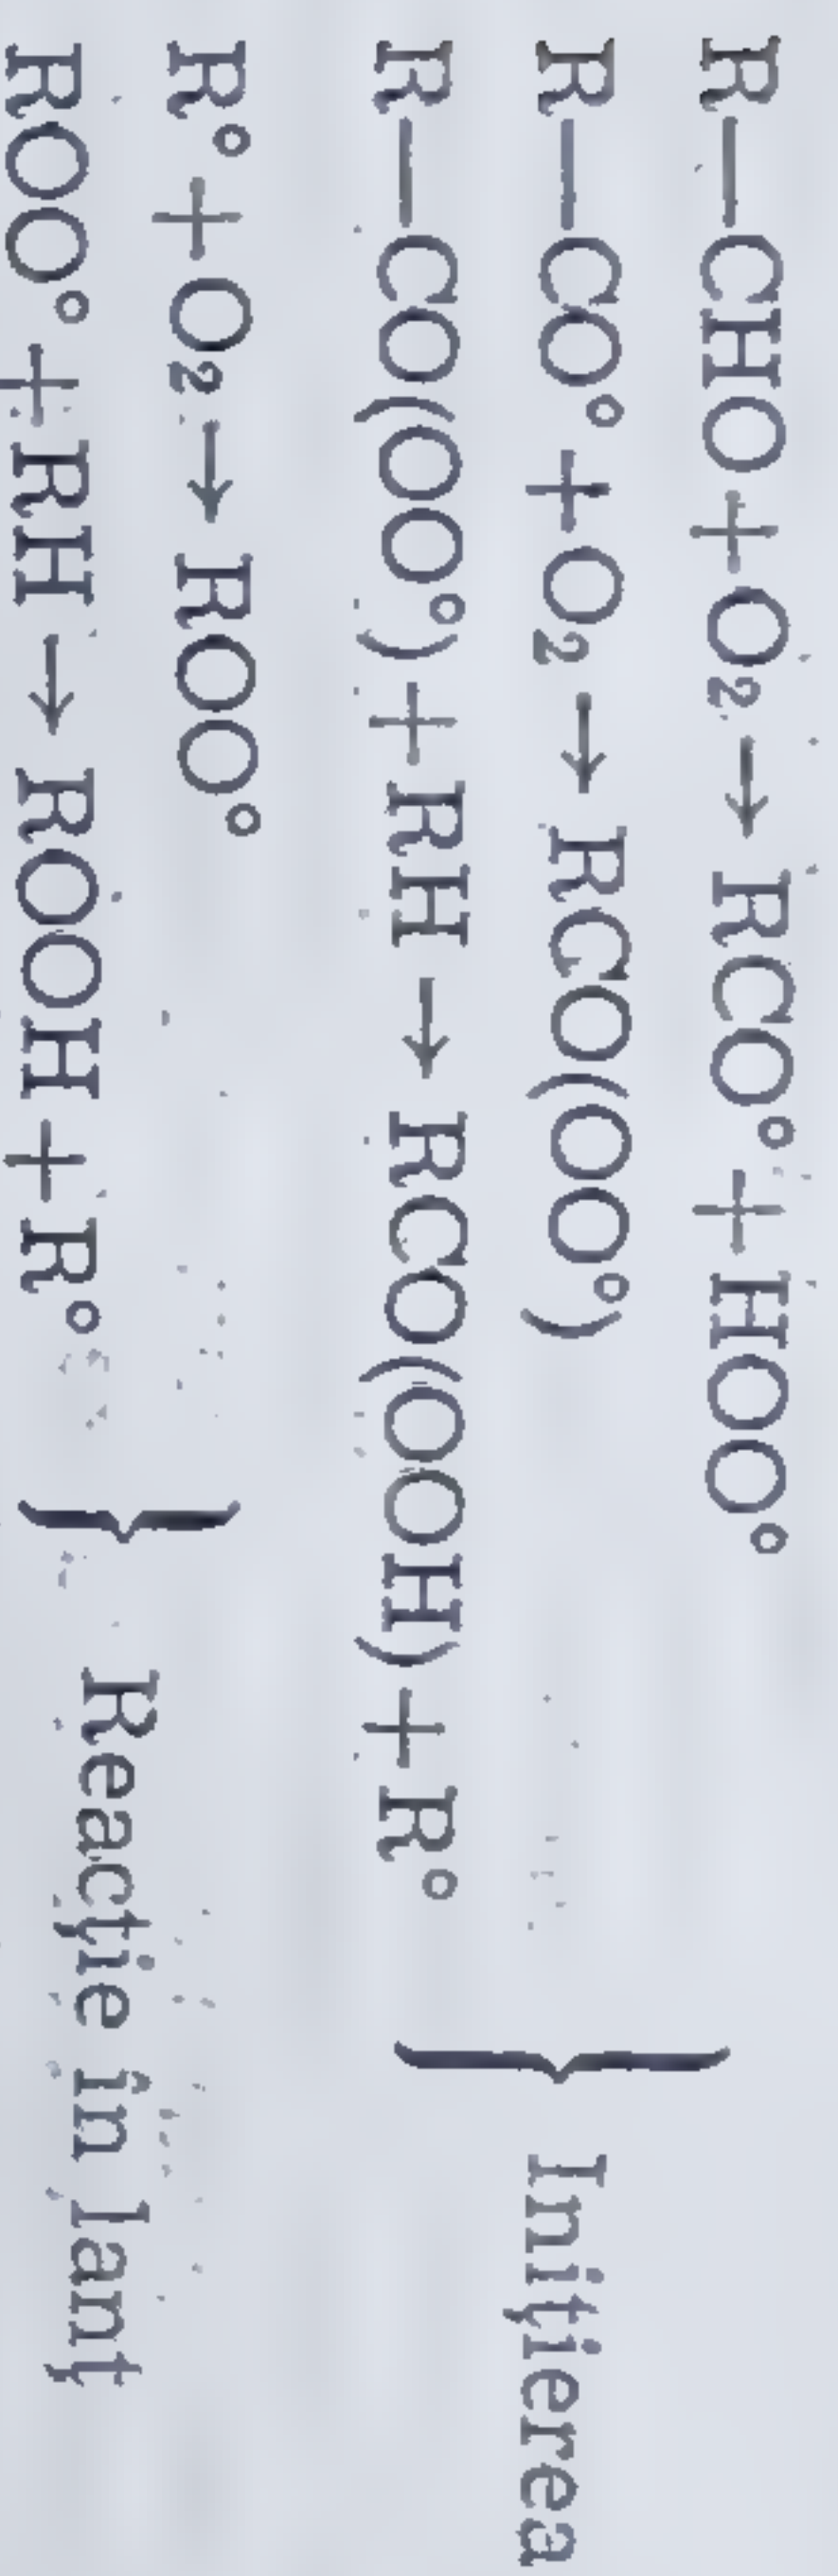 R—CHO + O₂ → RCO° + HOO°
R—CO° + O₂ → RCO(OO°)
R—CO(OO°) + RH → RCO(OOH) + R°
} Inițierea
R° + O₂ → ROO°
ROO° + RH → ROOH + R°
} Reacție în lanț